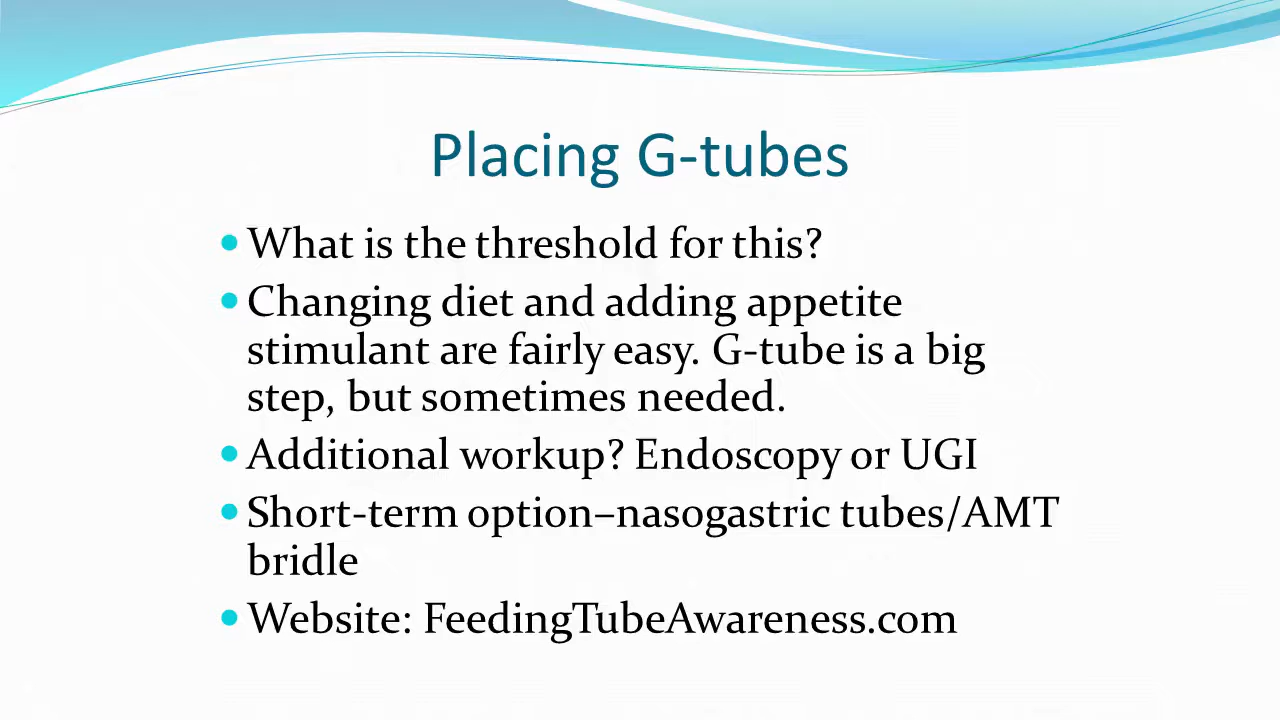 Placing G-tubes
• What is the threshold for this?
• Changing diet and adding appetite
stimulant are fairly easy. G-tube is a big
step, but sometimes needed.
• Additional workup? Endoscopy or UGI
• Short-term option–nasogastric tubes/AMT
bridle
• Website: FeedingTubeAwareness.com